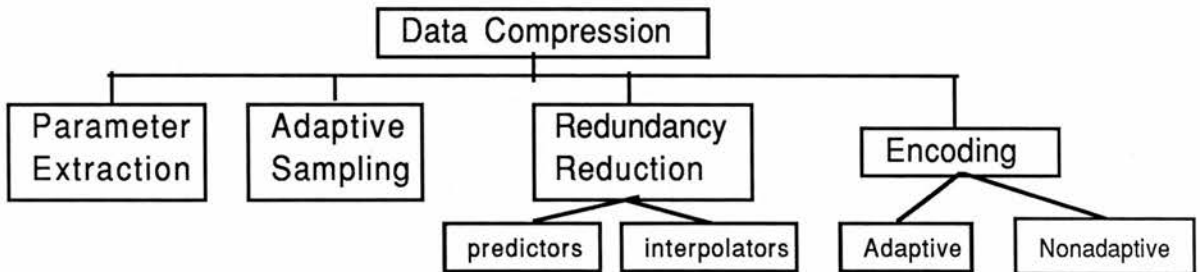 Data Compression
Parameter
Extraction
Adaptive
Sampling
Redundancy
Reduction
Encoding
predictors
interpolators
Adaptive
Nonadaptive